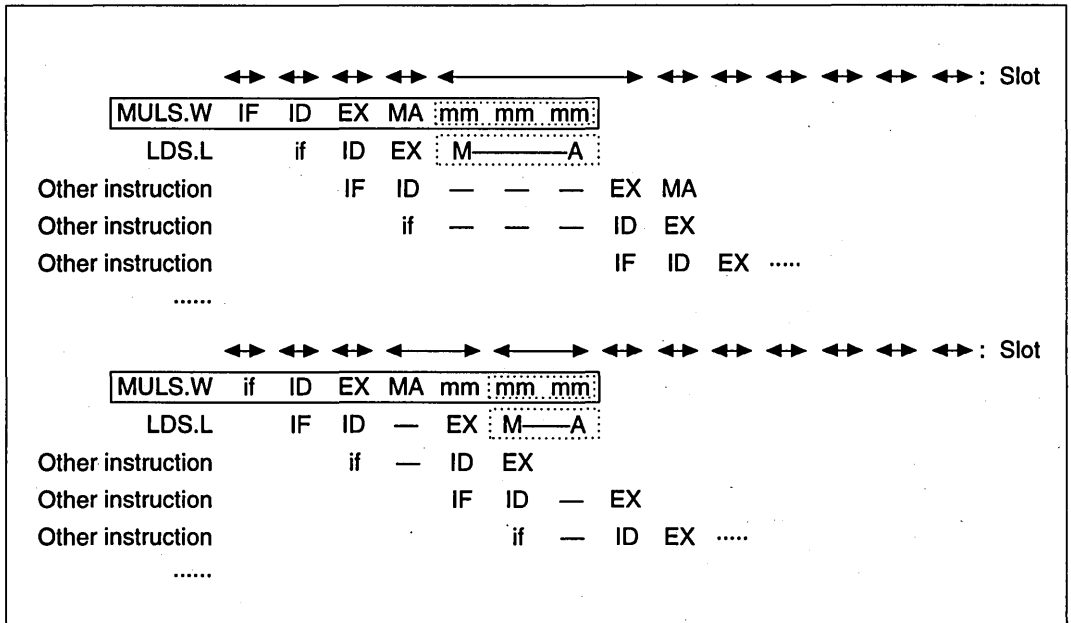 : Slot
MULS.W IF ID EX MA mm mm mm
LDS.L if ID EX M——A
Other instruction IF ID — — — EX MA
Other instruction if — — — ID EX
Other instruction IF ID EX .....
......
: Slot
MULS.W if ID EX MA mm mm mm
LDS.L IF ID — EX M——A
Other instruction if — ID EX
Other instruction IF ID — EX
Other instruction if — ID EX .....
......